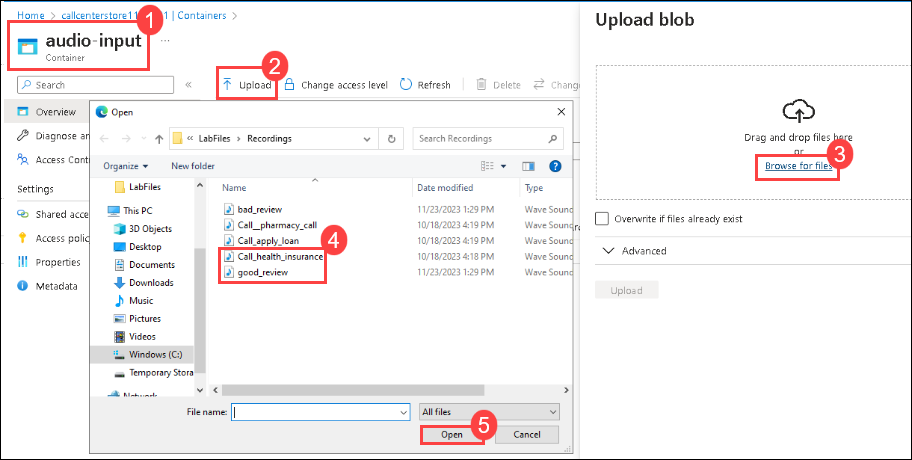 Home > callcenterstore11 1 | Containers >
1
audio-input
...
Container
Search
«
2
Upload
Change access level
Refresh
Delete
Change
Overview
Diagnose an
Access Cont
Settings
Shared acce
Access polic
Properties
Metadata
Open
« LabFiles > Recordings
Search Recordings
Organize
New folder
LabFiles
This PC
3D Objects
Desktop
Documents
Downloads
Music
Pictures
Videos
Windows (C:)
Temporary Stora
Network
Name
Date modified
Type
bad_review 11/23/2023 1:29 PM Wave Sound
Call__pharmacy_call 10/18/2023 4:19 PM Wave Sound
Call_apply_loan 10/18/2023 4:19 PM Wave Sound
4
Call_health_insurance 10/18/2023 4:18 PM Wave Sound
good_review 11/23/2023 1:29 PM Wave Sound
File name:
All files
5
Open
Cancel
Upload blob
Drag and drop files here
or
3
Browse for files
Overwrite if files already exist
Advanced
Upload